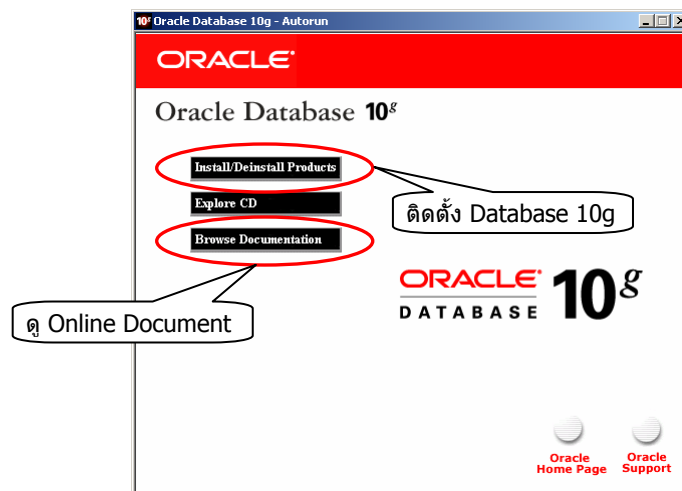 10g Oracle Database 10g - Autorun
ORACLE
Oracle Database 10g
Install/Deinstall Products
ติดตั้ง Database 10g
Explore CD
Browse Documentation
ORACLE 10g
DATABASE
ดู Online Document
Oracle
Home Page
Oracle
Support